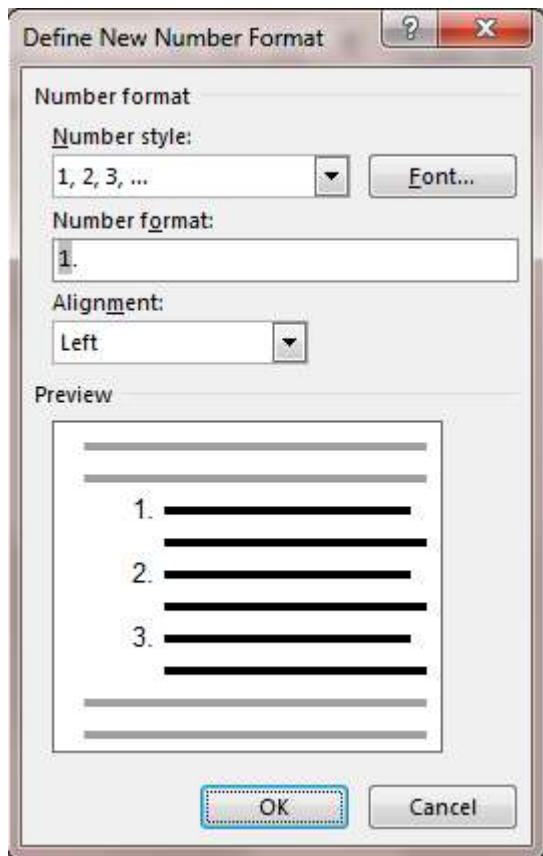 Define New Number Format
Number format
Number style:
1, 2, 3, ...
Font...
Number format:
1.
Alignment:
Left
Preview
1.
2.
3.
OK Cancel